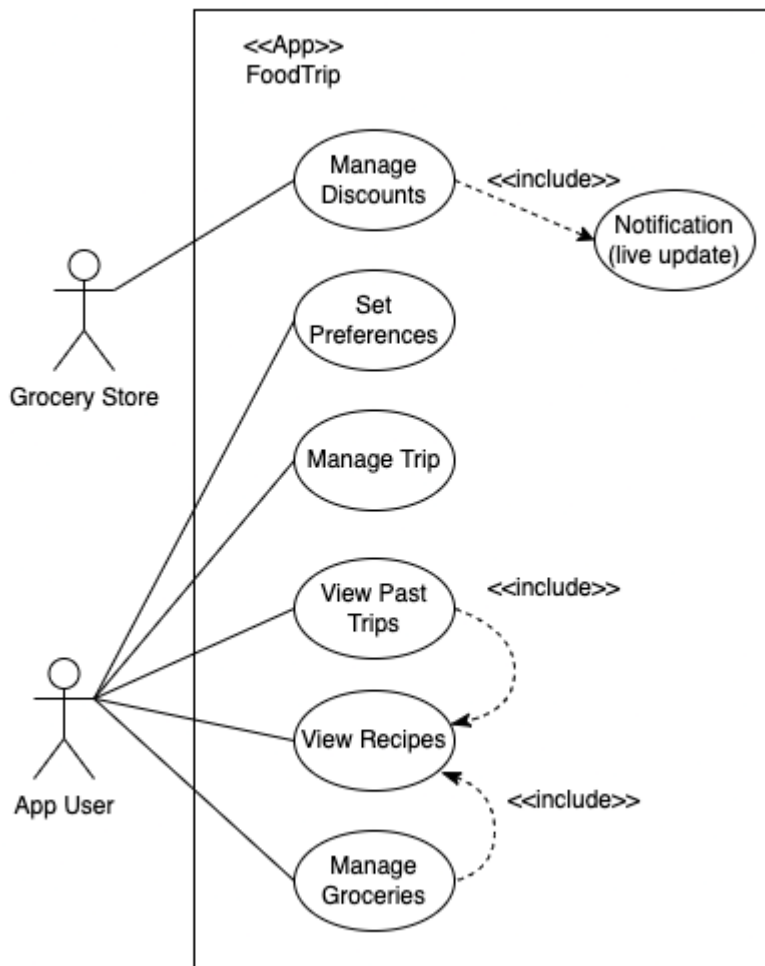 <<App>>
FoodTrip
Manage
Discounts
<<include>>
Notification
(live update)
Set
Preferences
Grocery Store
Manage Trip
View Past
Trips
<<include>>
View Recipes
App User
<<include>>
Manage
Groceries